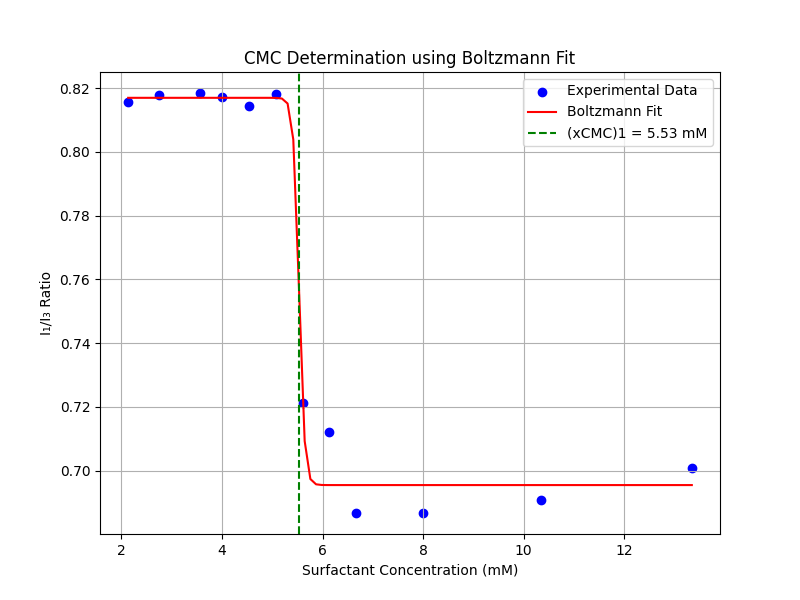 CMC Determination using Boltzmann Fit
Experimental Data
Boltzmann Fit
(xCMC)1 = 5.53 mM
I₁/I₃ Ratio
0.82
0.80
0.78
0.76
0.74
0.72
0.70
2 4 6 8 10 12
Surfactant Concentration (mM)